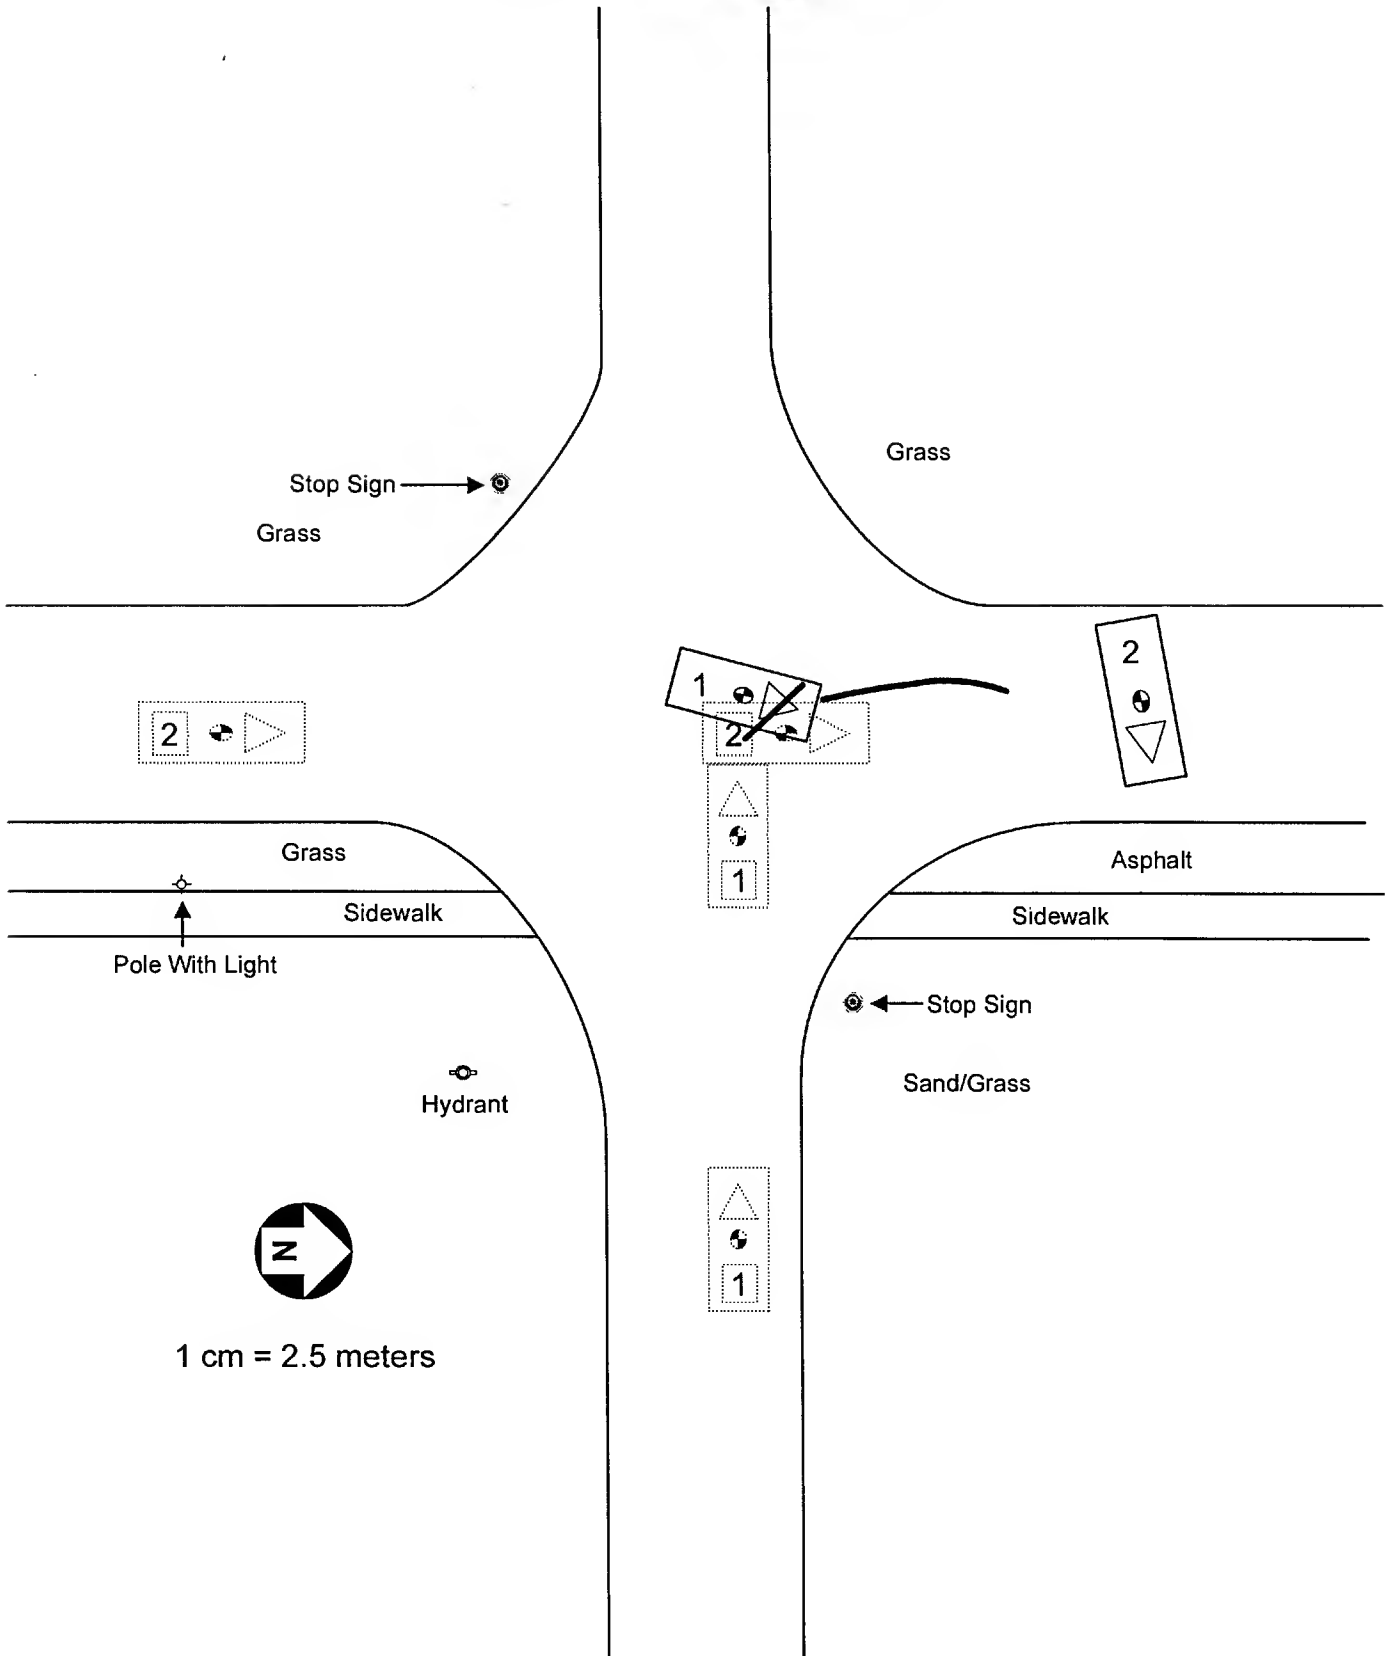 Grass
Stop Sign
Grass
2
1
2
2
1
Grass
Asphalt
Sidewalk
Sidewalk
Pole With Light
Stop Sign
Hydrant
Sand/Grass
1
N
1 cm = 2.5 meters